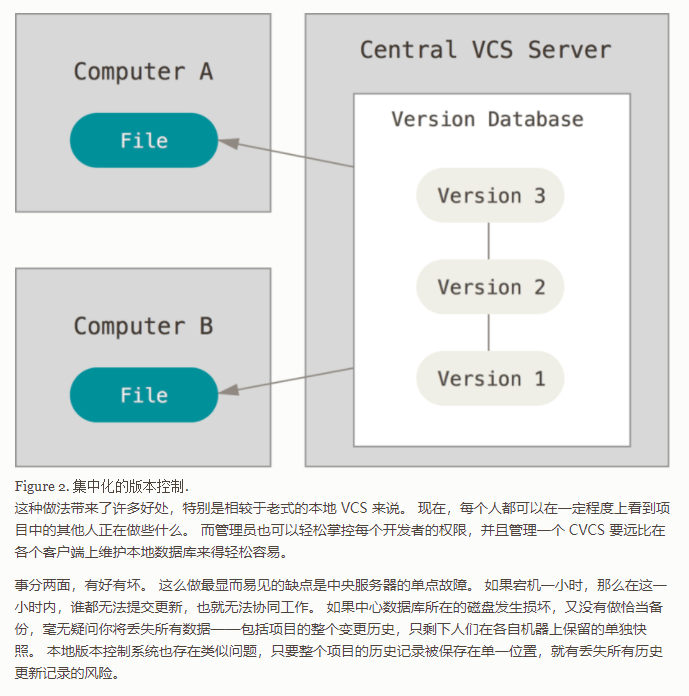 Computer A
File
Central VCS Server
Version Database
Version 3
Version 2
Version 1
Computer B
File
Figure 2. 集中化的版本控制.
这种做法带来了许多好处，特别是相较于老式的本地 VCS 来说。 现在，每个人都可以在一定程度上看到项
目中的其他人正在做些什么。 而管理员也可以轻松掌控每个开发者的权限，并且管理一个 CVCS 要远比在
各个客户端上维护本地数据库来得轻松容易。
事分两面，有好有坏。 这么做最显而易见的缺点是中央服务器的单点故障。 如果宕机一小时，那么在这一
小时内，谁都无法提交更新，也就无法协同工作。 如果中心数据库所在的磁盘发生损坏，又没有做恰当备
份，毫无疑问你将丢失所有数据——包括项目的整个变更历史，只剩下人们在各自机器上保留的单独快
照。 本地版本控制系统也存在类似问题，只要整个项目的历史记录被保存在单一位置，就有丢失所有历史
更新记录的风险。